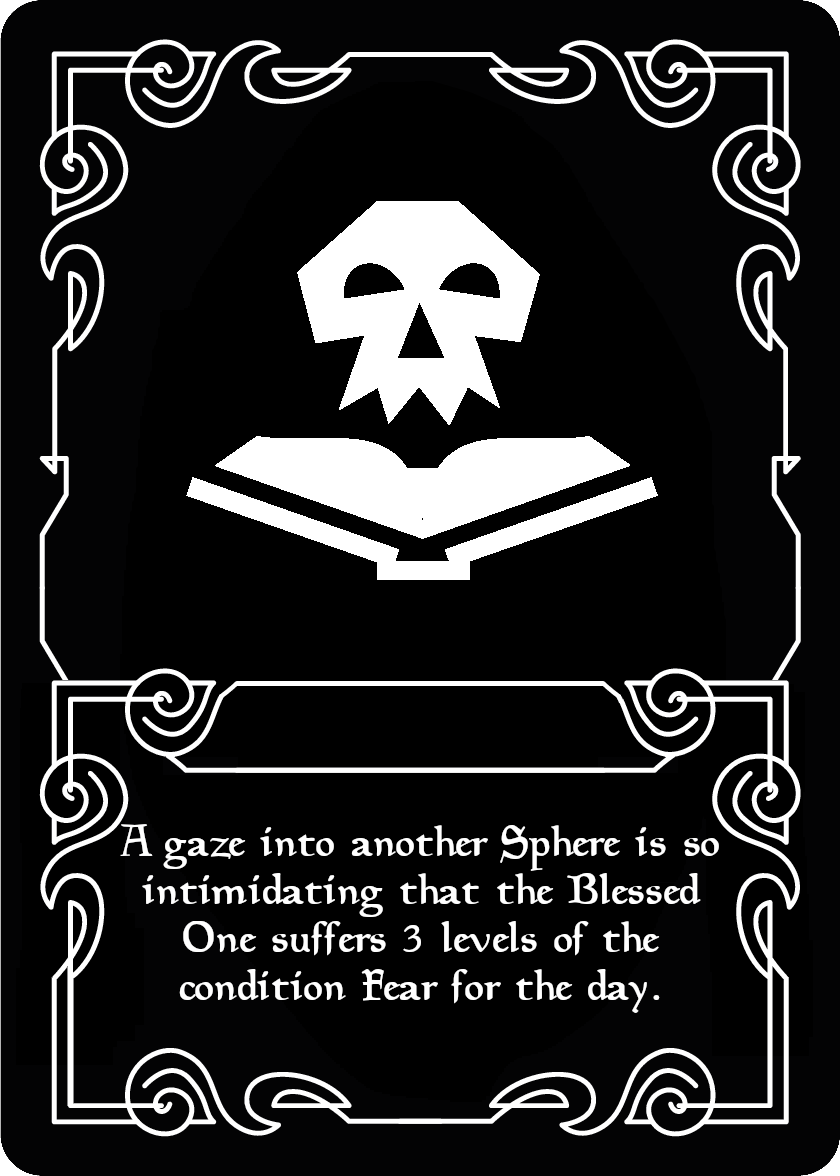 A gaze into another Sphere is so
intimidating that the Blessed
One suffers 3 levels of the
condition Fear for the day.